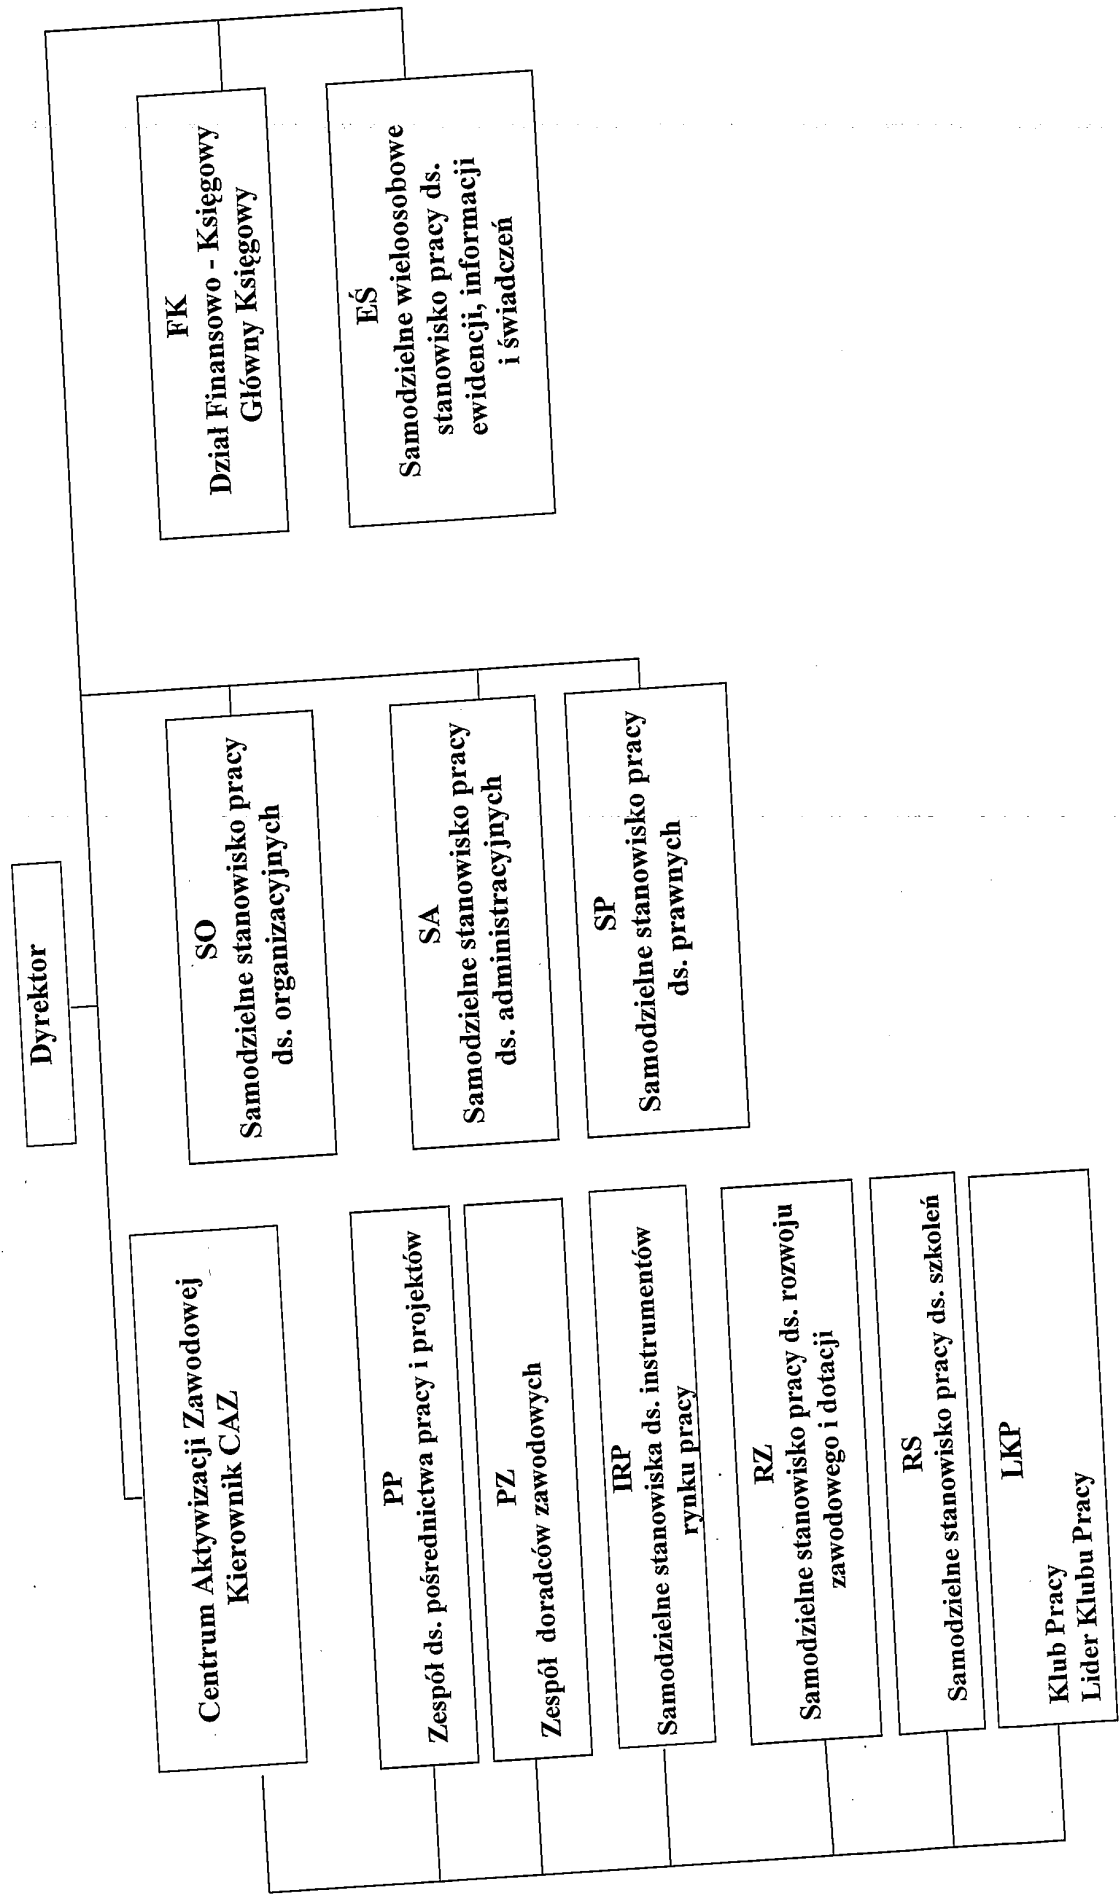 Dyrektor
Centrum Aktywizacji Zawodowej
Kierownik CAZ
PP
Zespół ds. pośrednictwa pracy i projektów
PZ
Zespół doradców zawodowych
IRP
Samodzielne stanowiska ds. instrumentów
rynku pracy
RZ
Samodzielne stanowisko pracy ds. rozwoju
zawodowego i dotacji
RS
Samodzielne stanowisko pracy ds. szkoleń
LKP
Klub Pracy
Lider Klubu Pracy
SO
Samodzielne stanowisko pracy
ds. organizacyjnych
SA
Samodzielne stanowisko pracy
ds. administracyjnych
SP
Samodzielne stanowisko pracy
ds. prawnych
FK
Dział Finansowo - Księgowy
Główny Księgowy
EŚ
Samodzielne wieloosobowe
stanowisko pracy ds.
ewidencji, informacji
i świadczeń